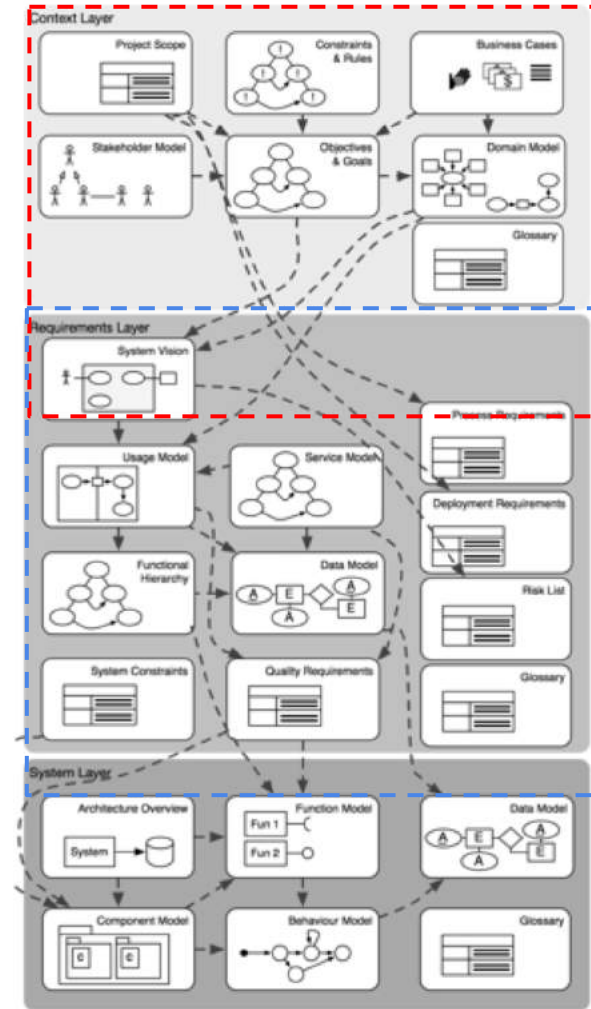 Context Layer
Project Scope
Constraints
& Rules
! ! ! ! !
Business Cases
$
Stakeholder Model
Objectives
& Goals
Domain Model
Glossary
Requirements Layer
System Vision
Process Requirements
Usage Model
Service Model
Deployment Requirements
Functional
Hierarchy
Data Model
A E A
A E
Risk List
System Constraints
Quality Requirements
Glossary
System Layer
Architecture Overview
System
Function Model
Fun 1
Fun 2
Data Model
A E A
A E
Component Model
C C
Behaviour Model
Glossary